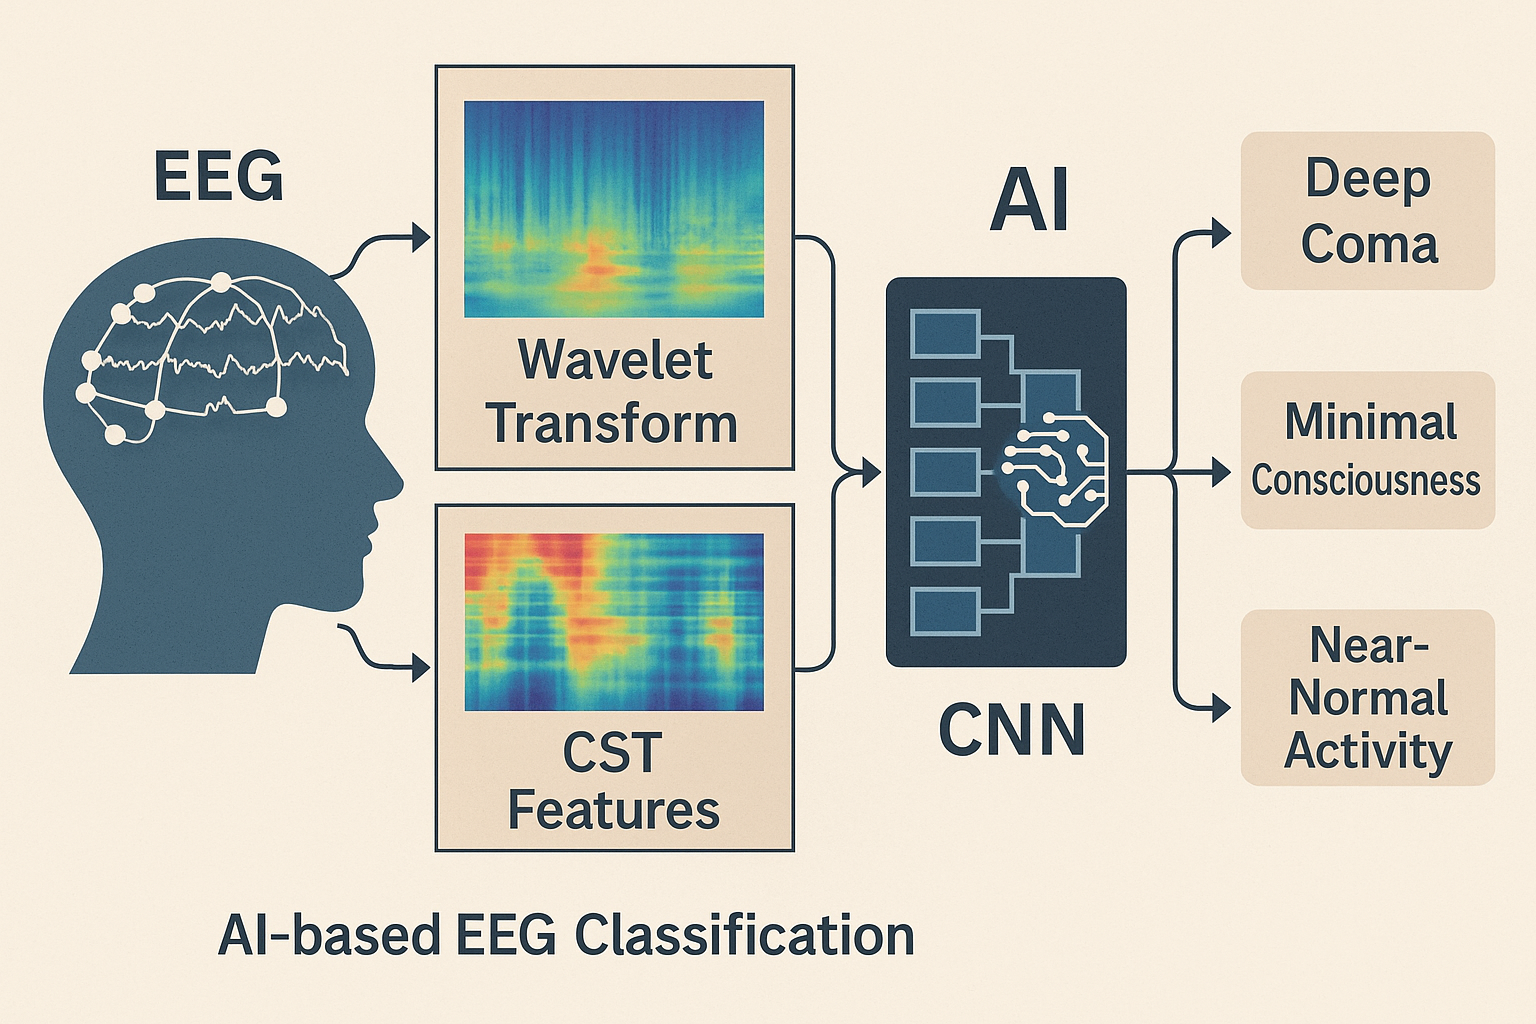 EEG
Wavelet
Transform
CST
Features
AI
CNN
Deep
Coma
Minimal
Consciousness
Near-
Normal
Activity
AI-based EEG Classification